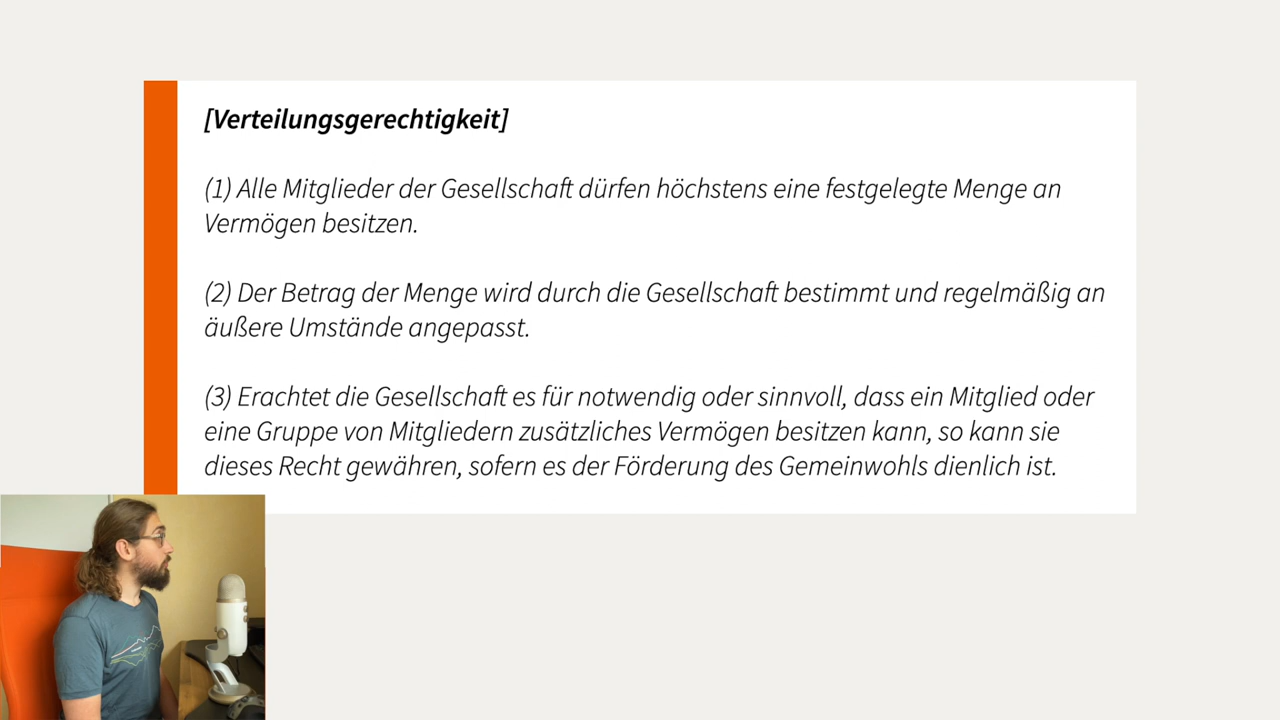 [Verteilungsgerechtigkeit]
(1) Alle Mitglieder der Gesellschaft dürfen höchstens eine festgelegte Menge an
Vermögen besitzen.
(2) Der Betrag der Menge wird durch die Gesellschaft bestimmt und regelmäßig an
äußere Umstände angepasst.
(3) Erachtet die Gesellschaft es für notwendig oder sinnvoll, dass ein Mitglied oder
eine Gruppe von Mitgliedern zusätzliches Vermögen besitzen kann, so kann sie
dieses Recht gewähren, sofern es der Förderung des Gemeinwohls dienlich ist.